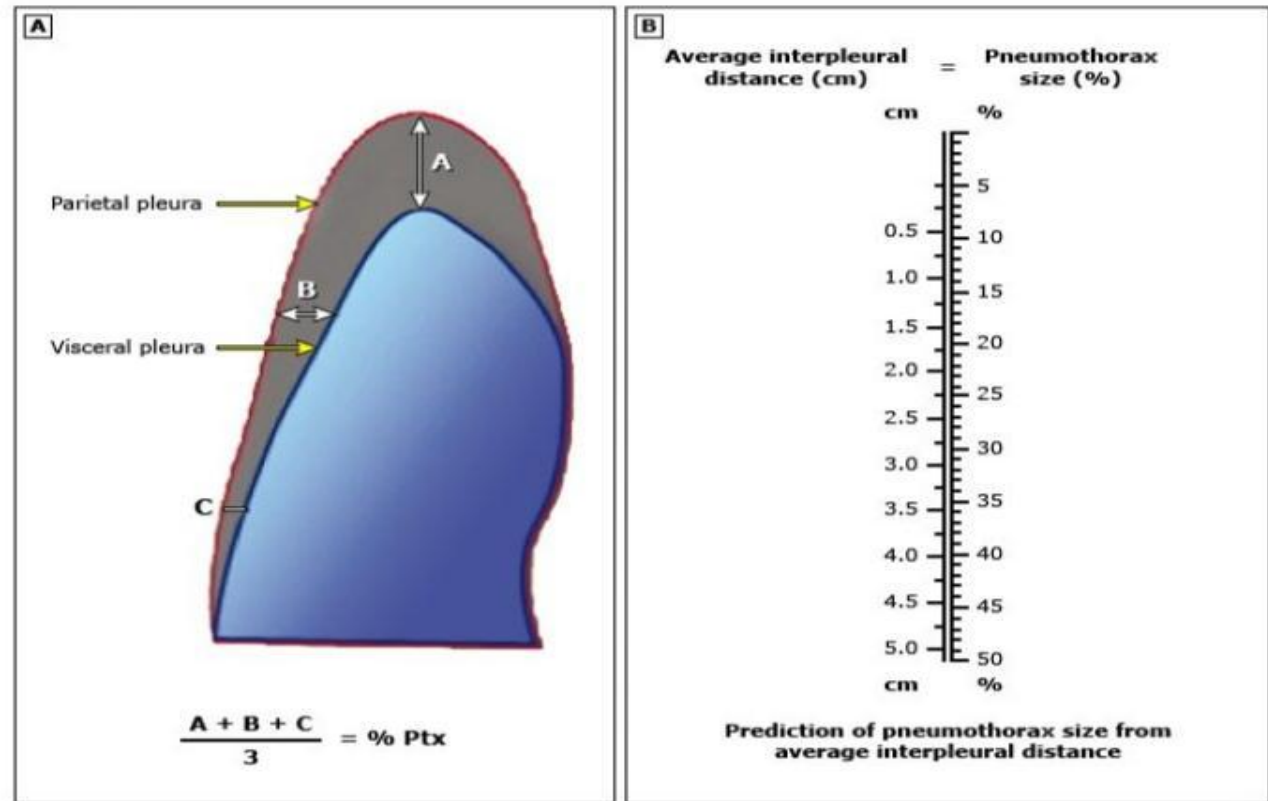 A
Parietal pleura
A
B
Visceral pleura
C
A + B + C
3
= % Ptx
B
Average interpleural distance (cm) = Pneumothorax size (%)
cm %
5
0.5
10
1.0
15
1.5
20
2.0
25
2.5
30
3.0
35
3.5
40
4.0
45
4.5
5.0
50
cm %
Prediction of pneumothorax size from
average interpleural distance